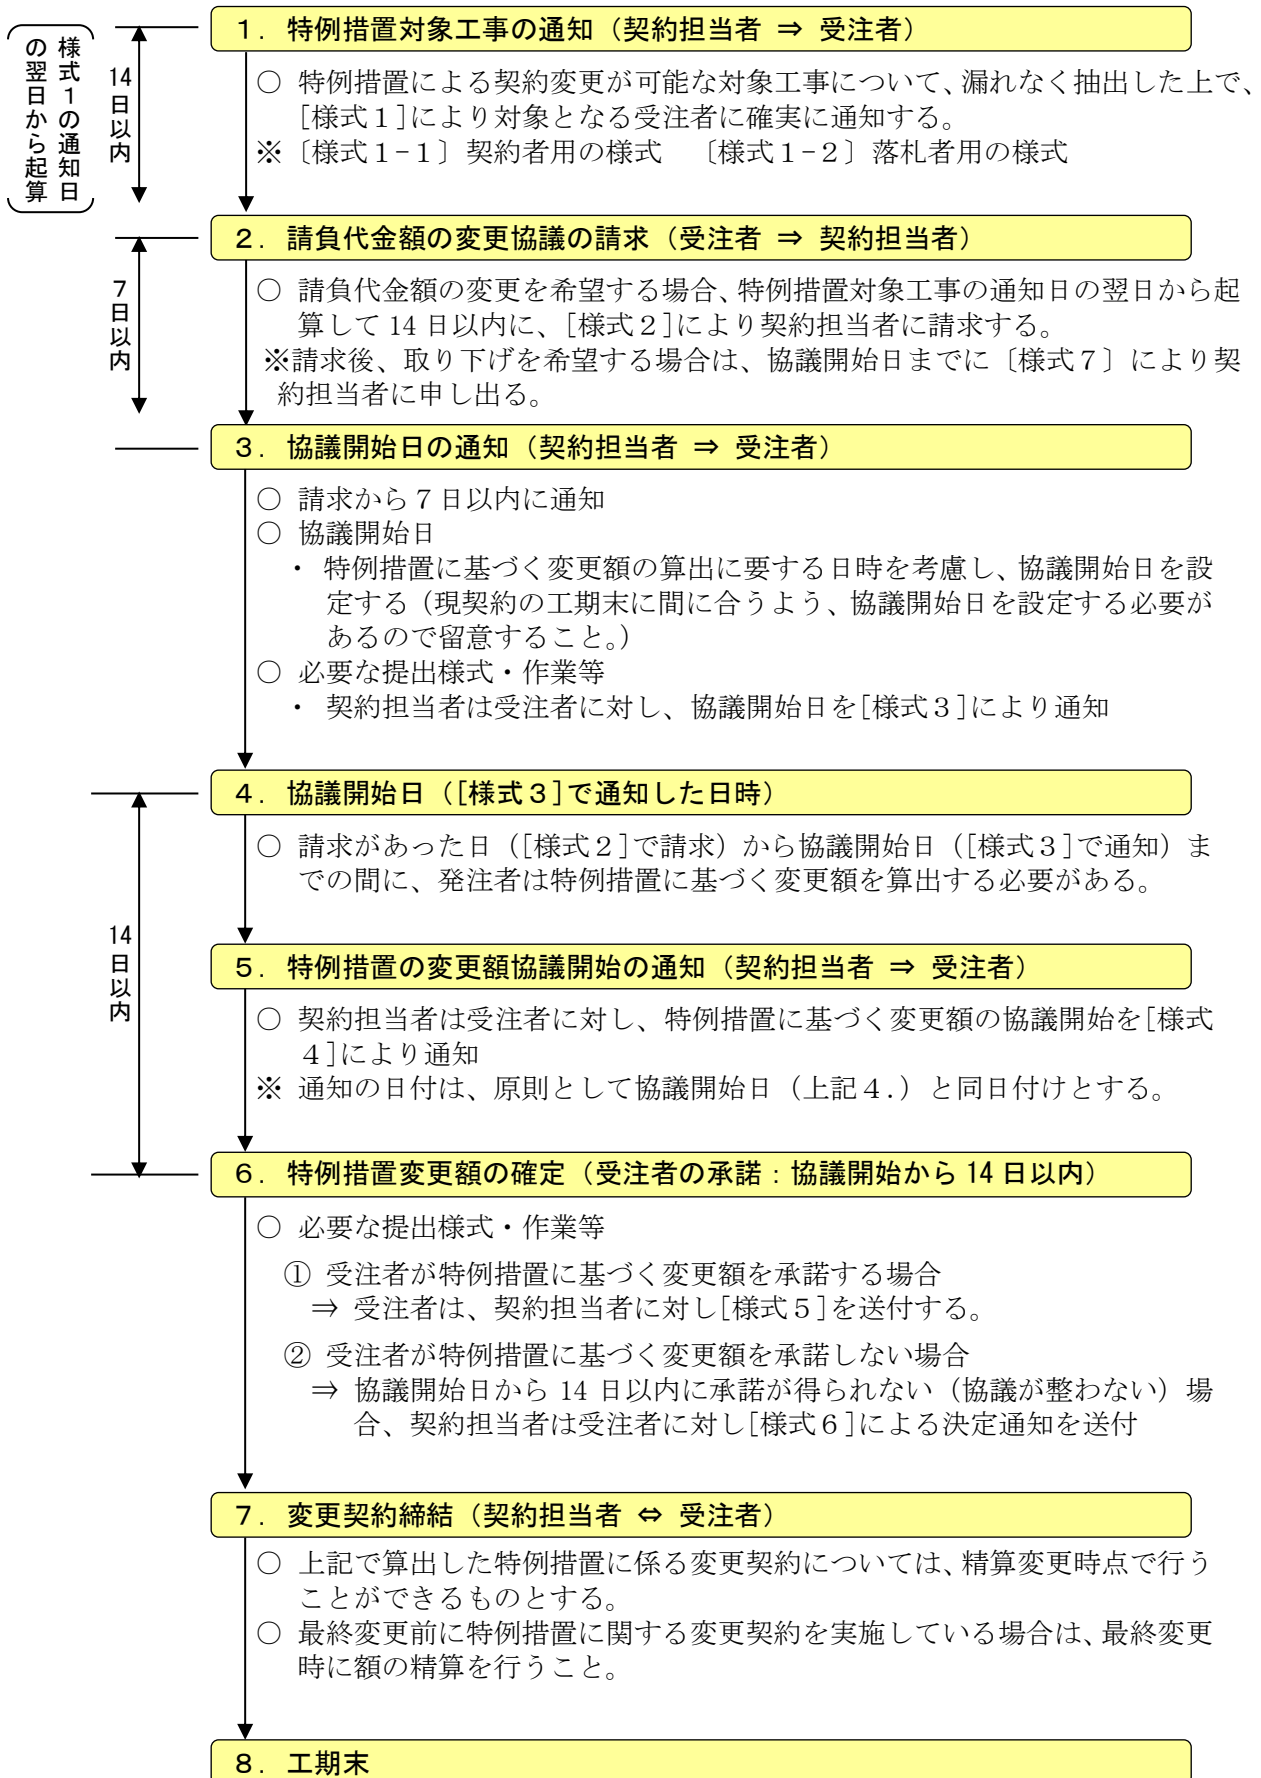 様式１の通知日
の翌日から起算
14日以内
１．特例措置対象工事の通知（契約担当者 ⇒ 受注者）
○ 特例措置による契約変更が可能な対象工事について、漏れなく抽出した上で、
［様式１］により対象となる受注者に確実に通知する。
※〔様式１－１〕契約者用の様式　〔様式１－２〕落札者用の様式
7日以内
２．請負代金額の変更協議の請求（受注者 ⇒ 契約担当者）
○ 請負代金額の変更を希望する場合、特例措置対象工事の通知日の翌日から起
算して 14 日以内に、［様式２］により契約担当者に請求する。
※請求後、取り下げを希望する場合は、協議開始日までに〔様式７〕により契
約担当者に申し出る。
３．協議開始日の通知（契約担当者 ⇒ 受注者）
○ 請求から７日以内に通知
○ 協議開始日
・ 特例措置に基づく変更額の算出に要する日時を考慮し、協議開始日を設
定する（現契約の工期末に間に合うよう、協議開始日を設定する必要が
あるので留意すること。）
○ 必要な提出様式・作業等
・ 契約担当者は受注者に対し、協議開始日を［様式３］により通知
14日以内
４．協議開始日（［様式３］で通知した日時）
○ 請求があった日（［様式２］で請求）から協議開始日（［様式３］で通知）ま
での間に、発注者は特例措置に基づく変更額を算出する必要がある。
５．特例措置の変更額協議開始の通知（契約担当者 ⇒ 受注者）
○ 契約担当者は受注者に対し、特例措置に基づく変更額の協議開始を［様式
４］により通知
※ 通知の日付は、原則として協議開始日（上記４．）と同日付けとする。
６．特例措置変更額の確定（受注者の承諾：協議開始から 14 日以内）
○ 必要な提出様式・作業等
① 受注者が特例措置に基づく変更額を承諾する場合
⇒ 受注者は、契約担当者に対し［様式５］を送付する。
② 受注者が特例措置に基づく変更額を承諾しない場合
⇒ 協議開始日から 14 日以内に承諾が得られない（協議が整わない）場
合、契約担当者は受注者に対し［様式６］による決定通知を送付
７．変更契約締結（契約担当者 ⇔ 受注者）
○ 上記で算出した特例措置に係る変更契約については、精算変更時点で行う
ことができるものとする。
○ 最終変更前に特例措置に関する変更契約を実施している場合は、最終変更
時に額の精算を行うこと。
８．工期末